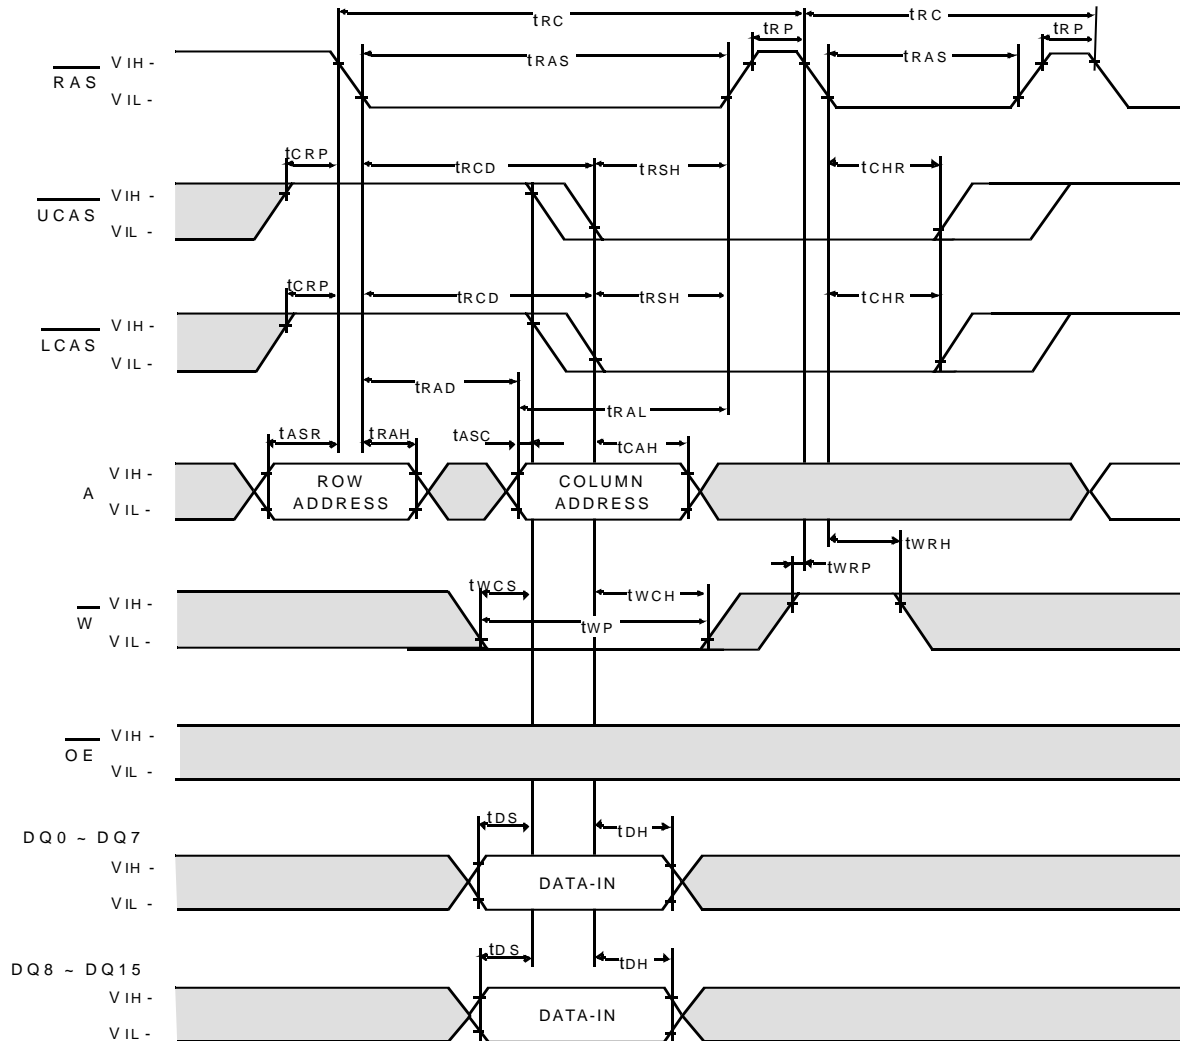 tRC tRC
tRP tRP
RAS VIH - tRAS tRAS
VIL -
tCRP tRCD tRSH tCHR
UCAS VIH -
VIL -
tCRP tRCD tRSH tCHR
LCAS VIH -
VIL -
tRAD
tRAL
tASR tRAH tASC tCAH
A VIH - ROW ADDRESS COLUMN ADDRESS
VIL -
tWRH
tWRP
tWCS tWCH
W VIH -
tWP
VIL -
OE VIH -
VIL -
tDS tDH
DQ0 ~ DQ7
VIH -
DATA-IN
VIL -
tDS tDH
DQ8 ~ DQ15
VIH -
DATA-IN
VIL -